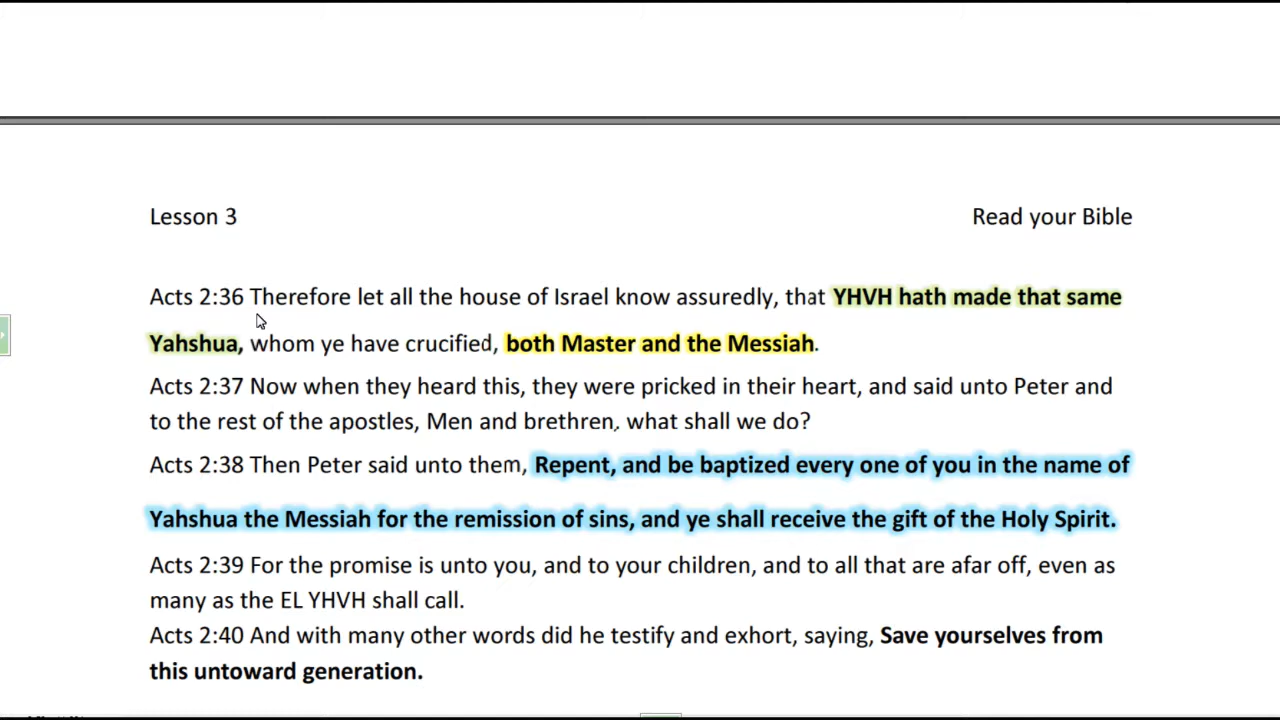 Lesson 3 Read your Bible
Acts 2:36 Therefore let all the house of Israel know assuredly, that YHVH hath made that same
Yahshua, whom ye have crucified, both Master and the Messiah.
Acts 2:37 Now when they heard this, they were pricked in their heart, and said unto Peter and
to the rest of the apostles, Men and brethren, what shall we do?
Acts 2:38 Then Peter said unto them, Repent, and be baptized every one of you in the name of
Yahshua the Messiah for the remission of sins, and ye shall receive the gift of the Holy Spirit.
Acts 2:39 For the promise is unto you, and to your children, and to all that are afar off, even as
many as the EL YHVH shall call.
Acts 2:40 And with many other words did he testify and exhort, saying, Save yourselves from
this untoward generation.